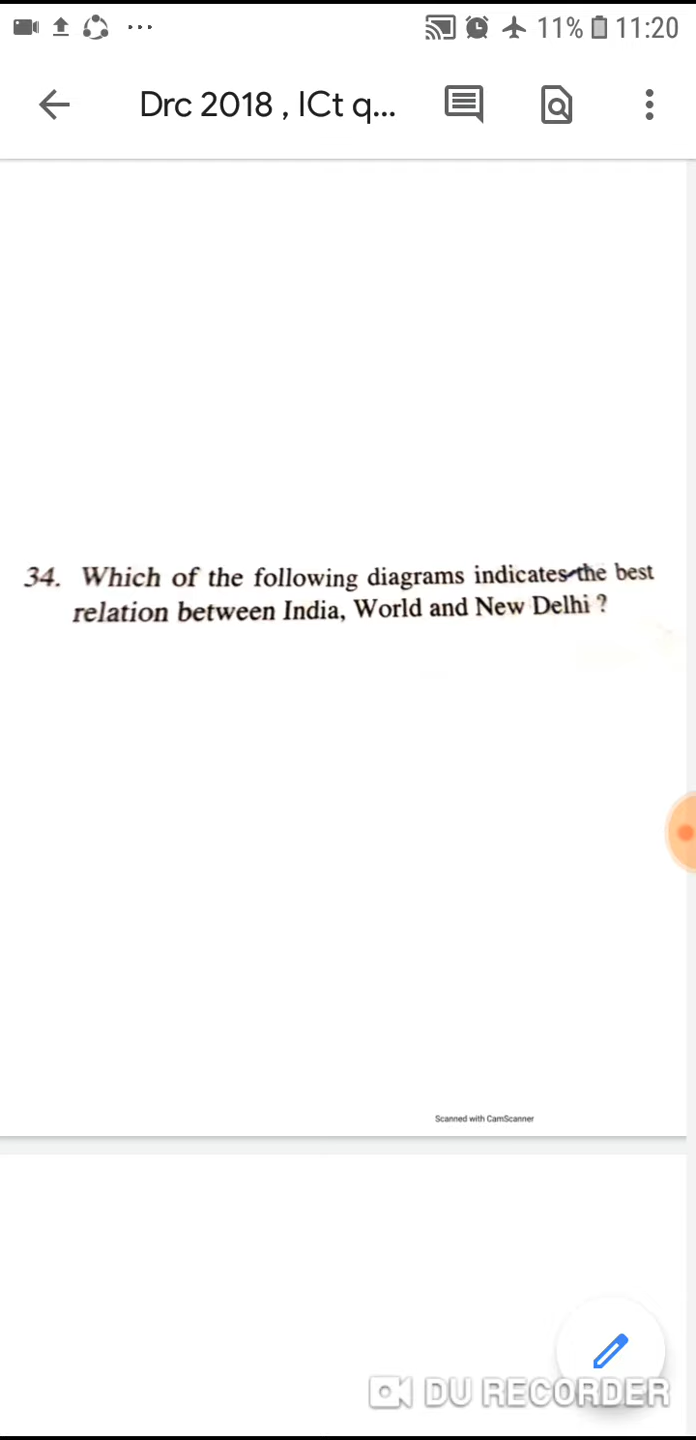 11% 11:20
Drc 2018 , ICt q...
34. Which of the following diagrams indicates the best
relation between India, World and New Delhi ?
Scanned with CamScanner
DU RECORDER